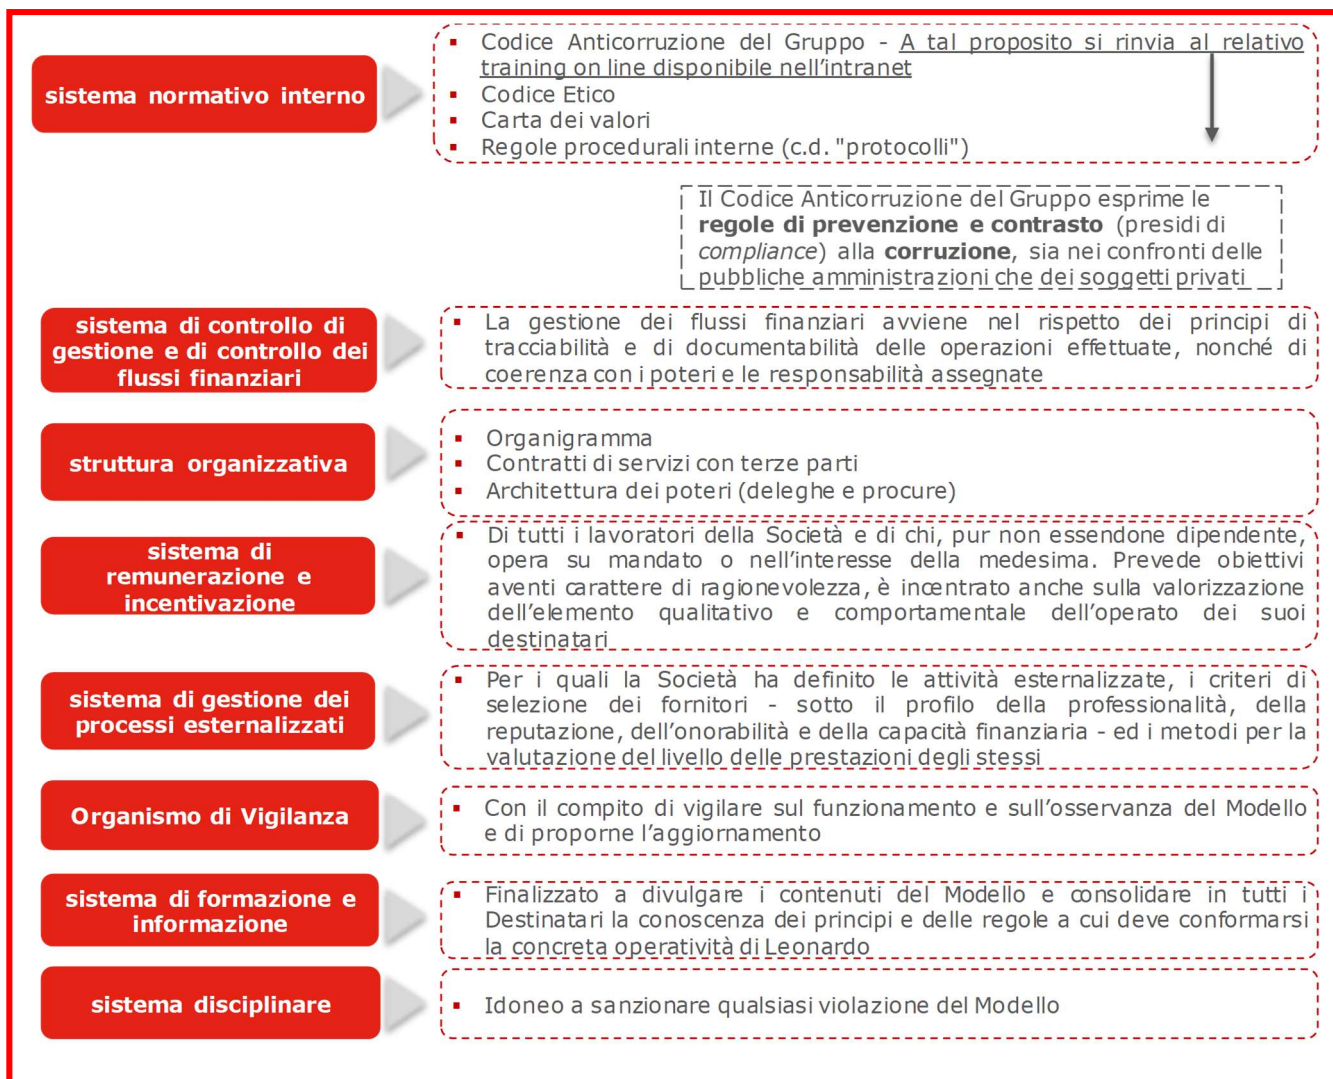 sistema normativo interno
▪ Codice Anticorruzione del Gruppo - A tal proposito si rinvia al relativo
training on line disponibile nell'intranet
▪ Codice Etico
▪ Carta dei valori
▪ Regole procedurali interne (c.d. "protocolli")
Il Codice Anticorruzione del Gruppo esprime le
regole di prevenzione e contrasto (presidi di
compliance) alla corruzione, sia nei confronti delle
pubbliche amministrazioni che dei soggetti privati
sistema di controllo di
gestione e di controllo dei
flussi finanziari
▪ La gestione dei flussi finanziari avviene nel rispetto dei principi di
tracciabilità e di documentabilità delle operazioni effettuate, nonché di
coerenza con i poteri e le responsabilità assegnate
struttura organizzativa
▪ Organigramma
▪ Contratti di servizi con terze parti
▪ Architettura dei poteri (deleghe e procure)
sistema di
remunerazione e
incentivazione
▪ Di tutti i lavoratori della Società e di chi, pur non essendone dipendente,
opera su mandato o nell'interesse della medesima. Prevede obiettivi
aventi carattere di ragionevolezza, è incentrato anche sulla valorizzazione
dell'elemento qualitativo e comportamentale dell'operato dei suoi
destinatari
sistema di gestione dei
processi esternalizzati
▪ Per i quali la Società ha definito le attività esternalizzate, i criteri di
selezione dei fornitori - sotto il profilo della professionalità, della
reputazione, dell'onorabilità e della capacità finanziaria - ed i metodi per la
valutazione del livello delle prestazioni degli stessi
Organismo di Vigilanza
▪ Con il compito di vigilare sul funzionamento e sull'osservanza del Modello
e di proporne l'aggiornamento
sistema di formazione e
informazione
▪ Finalizzato a divulgare i contenuti del Modello e consolidare in tutti i
Destinatari la conoscenza dei principi e delle regole a cui deve conformarsi
la concreta operatività di Leonardo
sistema disciplinare
▪ Idoneo a sanzionare qualsiasi violazione del Modello